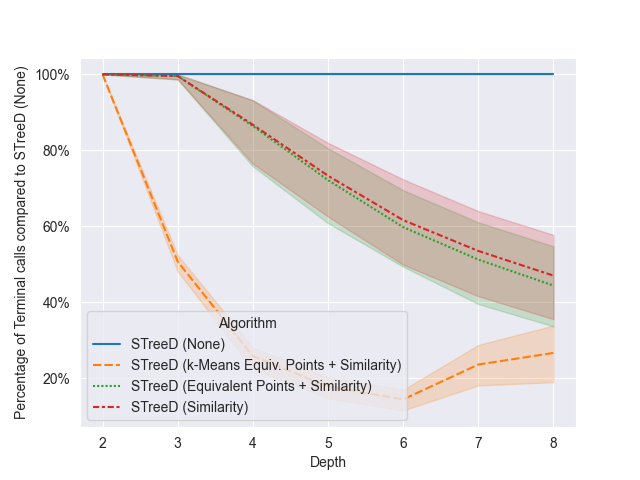 Percentage of Terminal calls compared to STreeD (None)
100%
80%
60%
40%
20%
Algorithm
STreeD (None)
STreeD (k-Means Equiv. Points + Similarity)
STreeD (Equivalent Points + Similarity)
STreeD (Similarity)
2 3 4 5 6 7 8
Depth